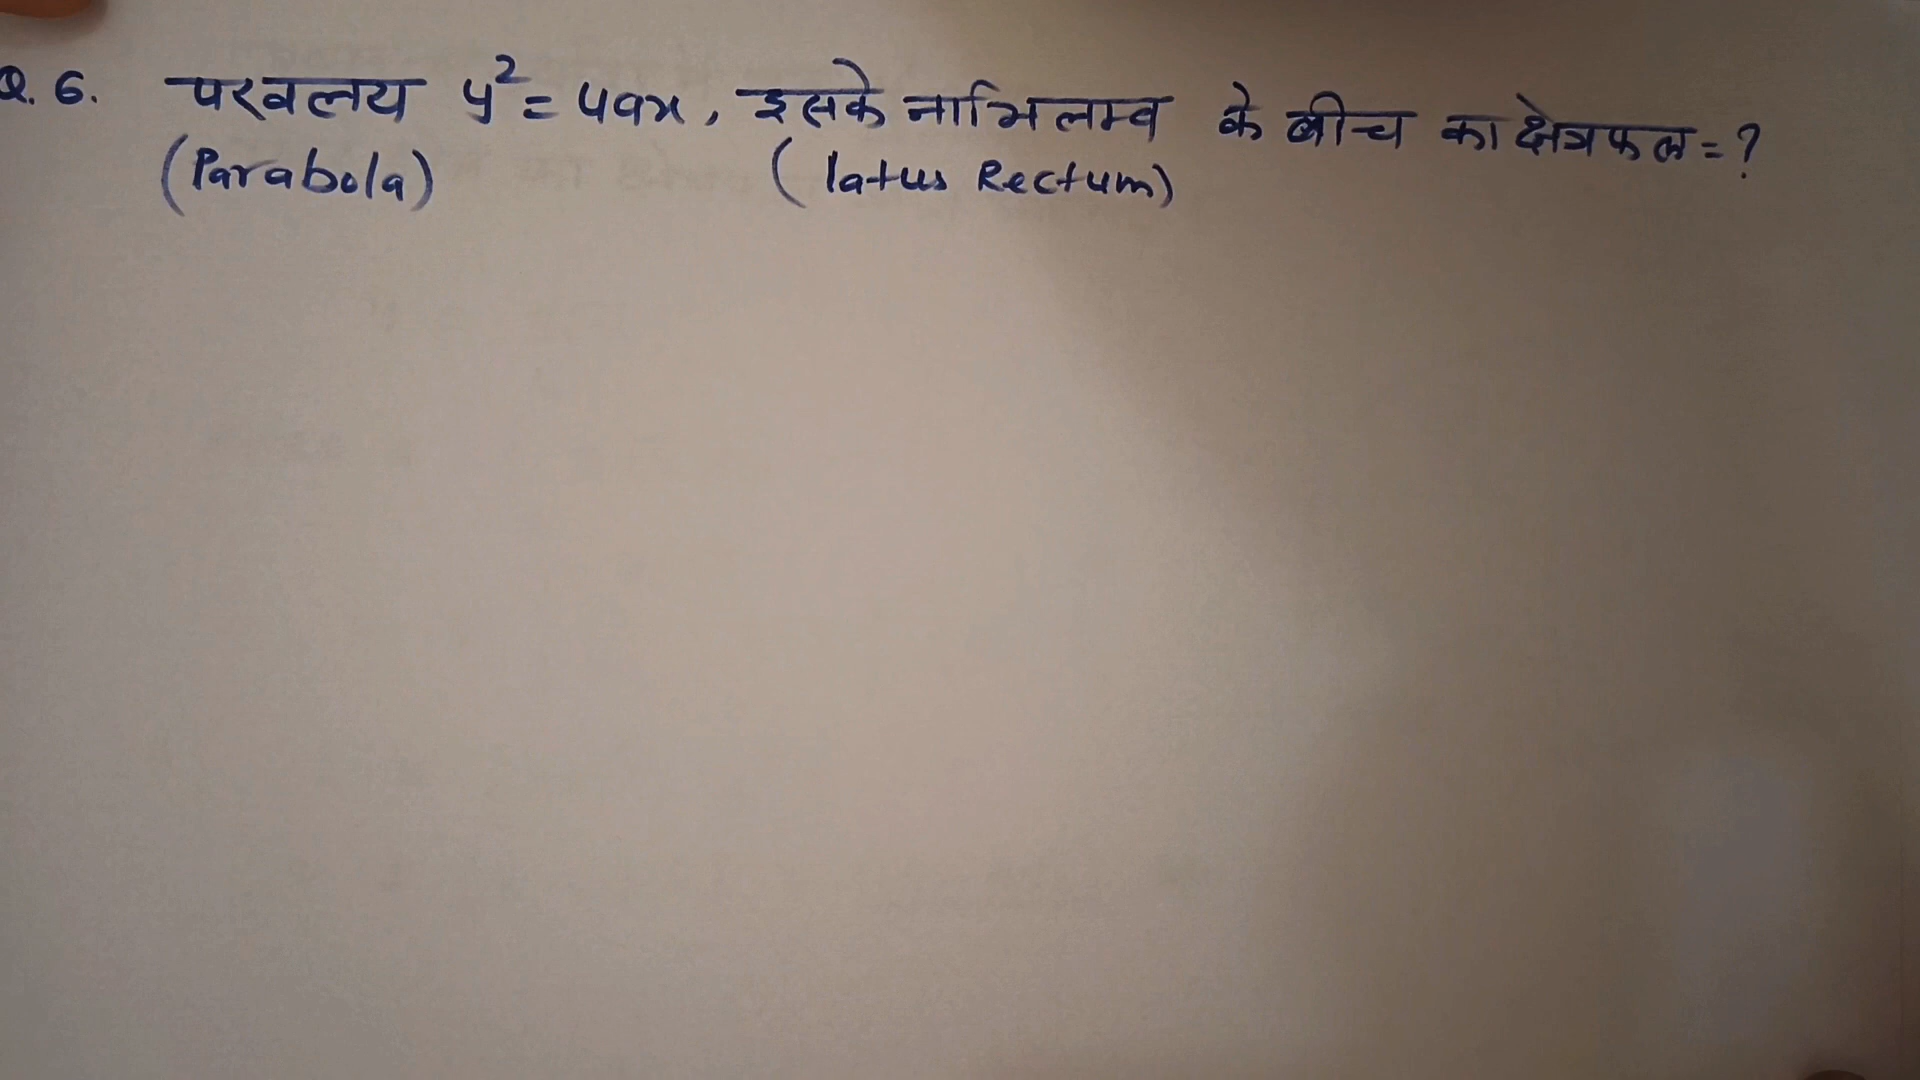 Q. 6. परवलय y² = 4ax, इसके नाभिलम्ब के बीच का क्षेत्रफल = ?
(Parabola) (latus Rectum)